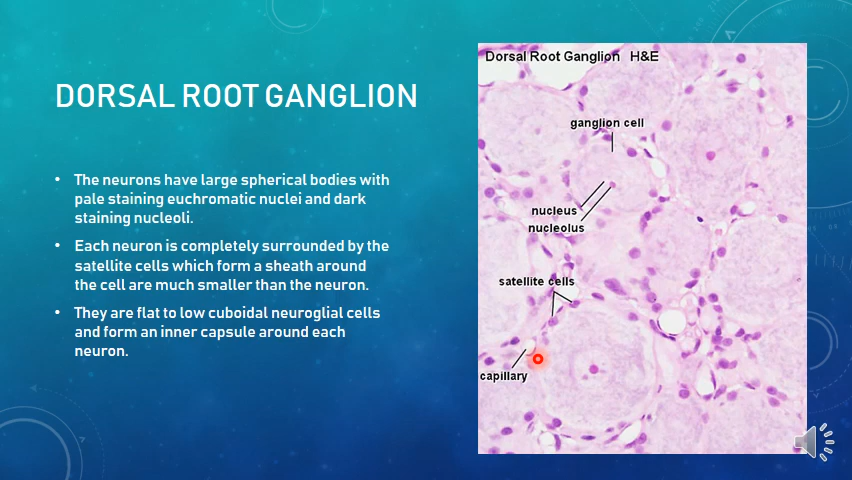 DORSAL ROOT GANGLION
• The neurons have large spherical bodies with
pale staining euchromatic nuclei and dark
staining nucleoli.
• Each neuron is completely surrounded by the
satellite cells which form a sheath around
the cell are much smaller than the neuron.
• They are flat to low cuboidal neuroglial cells
and form an inner capsule around each
neuron.
Dorsal Root Ganglion H&E
ganglion cell
nucleus
nucleolus
satellite cells
capillary